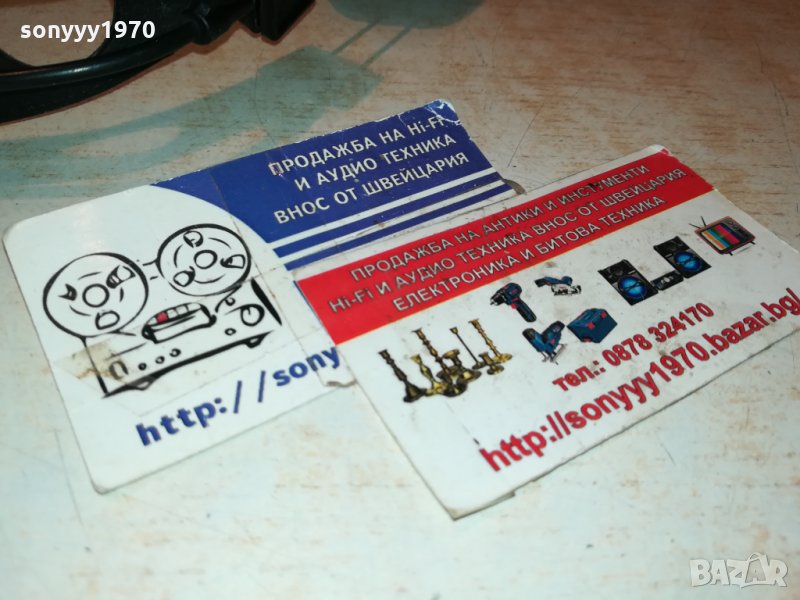 sonyyy1970
ПРОДАЖБА НА Hi-Fi
И АУДИО ТЕХНИКА
ВНОС ОТ ШВЕЙЦАРИЯ
http://sony
ПРОДАЖБА НА АНТИКИ И ИНСТУМЕНТИ
Hi-Fi И АУДИО ТЕХНИКА ВНОС ОТ ШВЕЙЦАРИЯ
ЕЛЕКТРОНИКА И БИТОВА ТЕХНИКА
тел.: 0878 324170
http://sonyyy1970.bazar.bg/
BAZAR